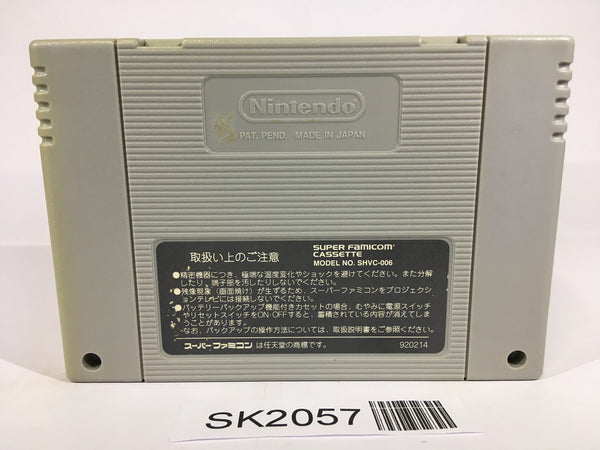 Nintendo
PAT. PEND. MADE IN JAPAN
取扱い上のご注意
SUPER FAMICOM
CASSETTE
MODEL NO. SHVC-006
●精密機器につき、極端な温度変化やショックを避けてください。また分解
したり、端子部を汚したりしないでください。
●残像現象(画面焼け)が生ずるため、スーパーファミコンをプロジェクシ
ョンテレビには接続しないでください。
●バッテリーバックアップ機能付きカセットの場合、むやみに電源スイッチ
やリセットスイッチをON·OFFすると、蓄積されている内容が消えてしま
うことがあります。
なお、バックアップの操作方法については、取扱説明書をご参照ください。
スーパーファミコン は任天堂の商標です。 920214
SK2057